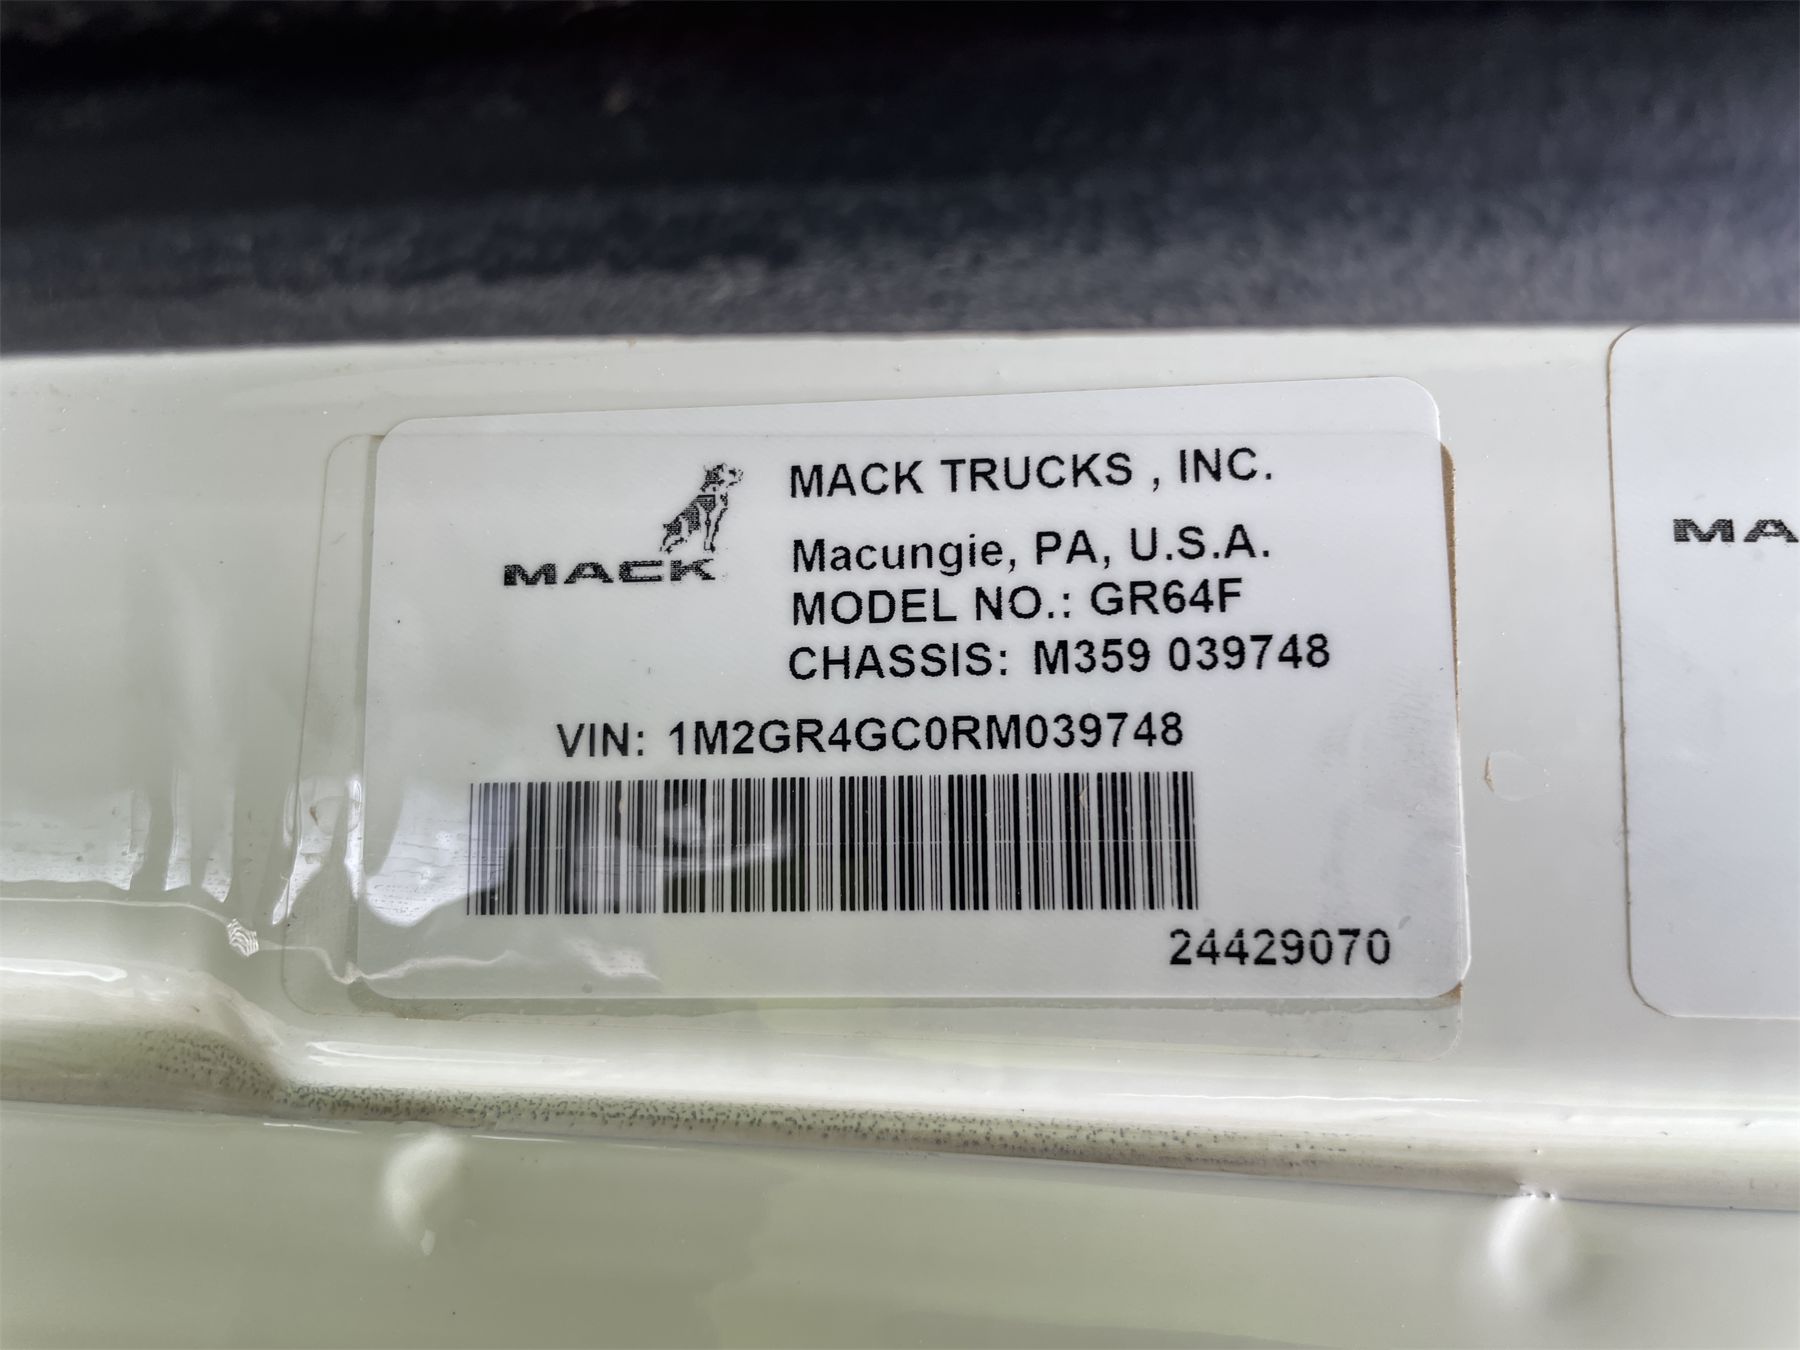 MACK TRUCKS , INC.
MACK
Macungie, PA, U.S.A.
MODEL NO.: GR64F
CHASSIS: M359 039748
VIN: 1M2GR4GC0RM039748
24429070
MA